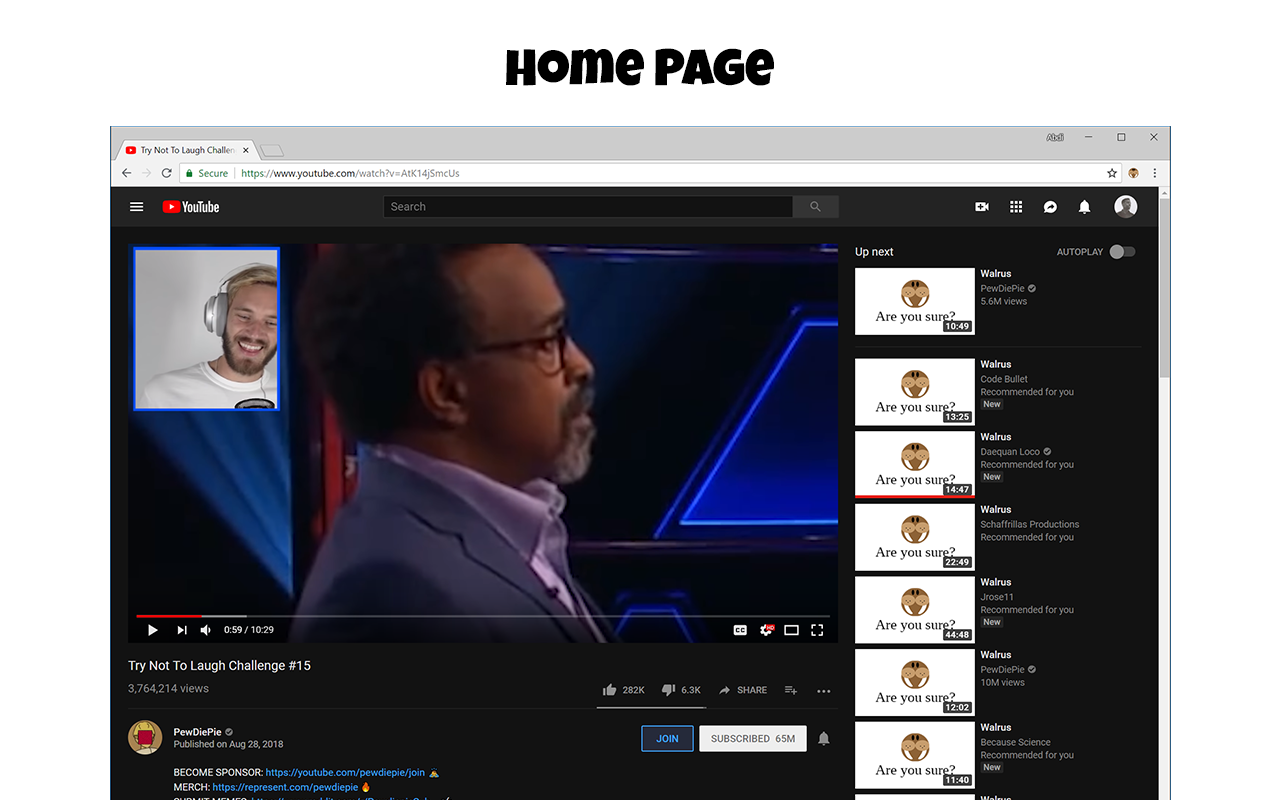 Home Page
Abdi
Try Not To Laugh Challen
Secure
https://www.youtube.com/watch?v=AtK14jSmcUs
YouTube
Search
0:59 / 10:29
CC
HD
Try Not To Laugh Challenge #15
3,764,214 views
282K
6.3K
SHARE
PewDiePie
Published on Aug 28, 2018
JOIN
SUBSCRIBED 65M
BECOME SPONSOR: https://youtube.com/pewdiepie/join
MERCH: https://represent.com/pewdiepie
Up next
AUTOPLAY
Are you sure?
10:49
Walrus
PewDiePie
5.6M views
Are you sure?
13:25
Walrus
Code Bullet
Recommended for you
New
Are you sure?
14:47
Walrus
Daequan Loco
Recommended for you
New
Are you sure?
22:49
Walrus
Schaffrillas Productions
Recommended for you
Are you sure?
44:48
Walrus
Jrose11
Recommended for you
New
Are you sure?
12:02
Walrus
PewDiePie
10M views
Are you sure?
11:40
Walrus
Because Science
Recommended for you
New
Walrus